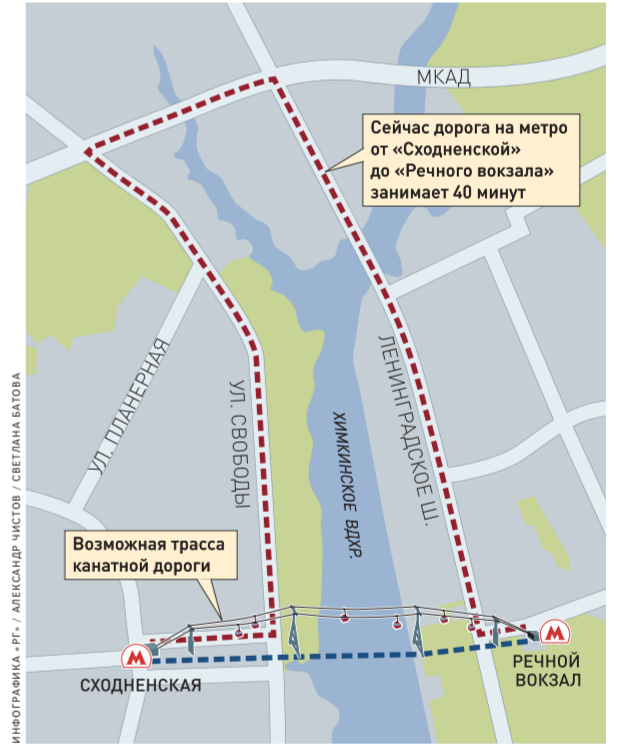 МКАД
Сейчас дорога на метро
от «Сходненской»
до «Речного вокзала»
занимает 40 минут
УЛ. ПЛАНЕРНАЯ
УЛ. СВОБОДЫ
ХИМКИНСКОЕ ВДХР.
ЛЕНИНГРАДСКОЕ Ш.
Возможная трасса
канатной дороги
М
СХОДНЕНСКАЯ
М
РЕЧНОЙ
ВОКЗАЛ
ИНФОГРАФИКА «РГ» / АЛЕКСАНДР ЧИСТОВ / СВЕТЛАНА БАТОВА